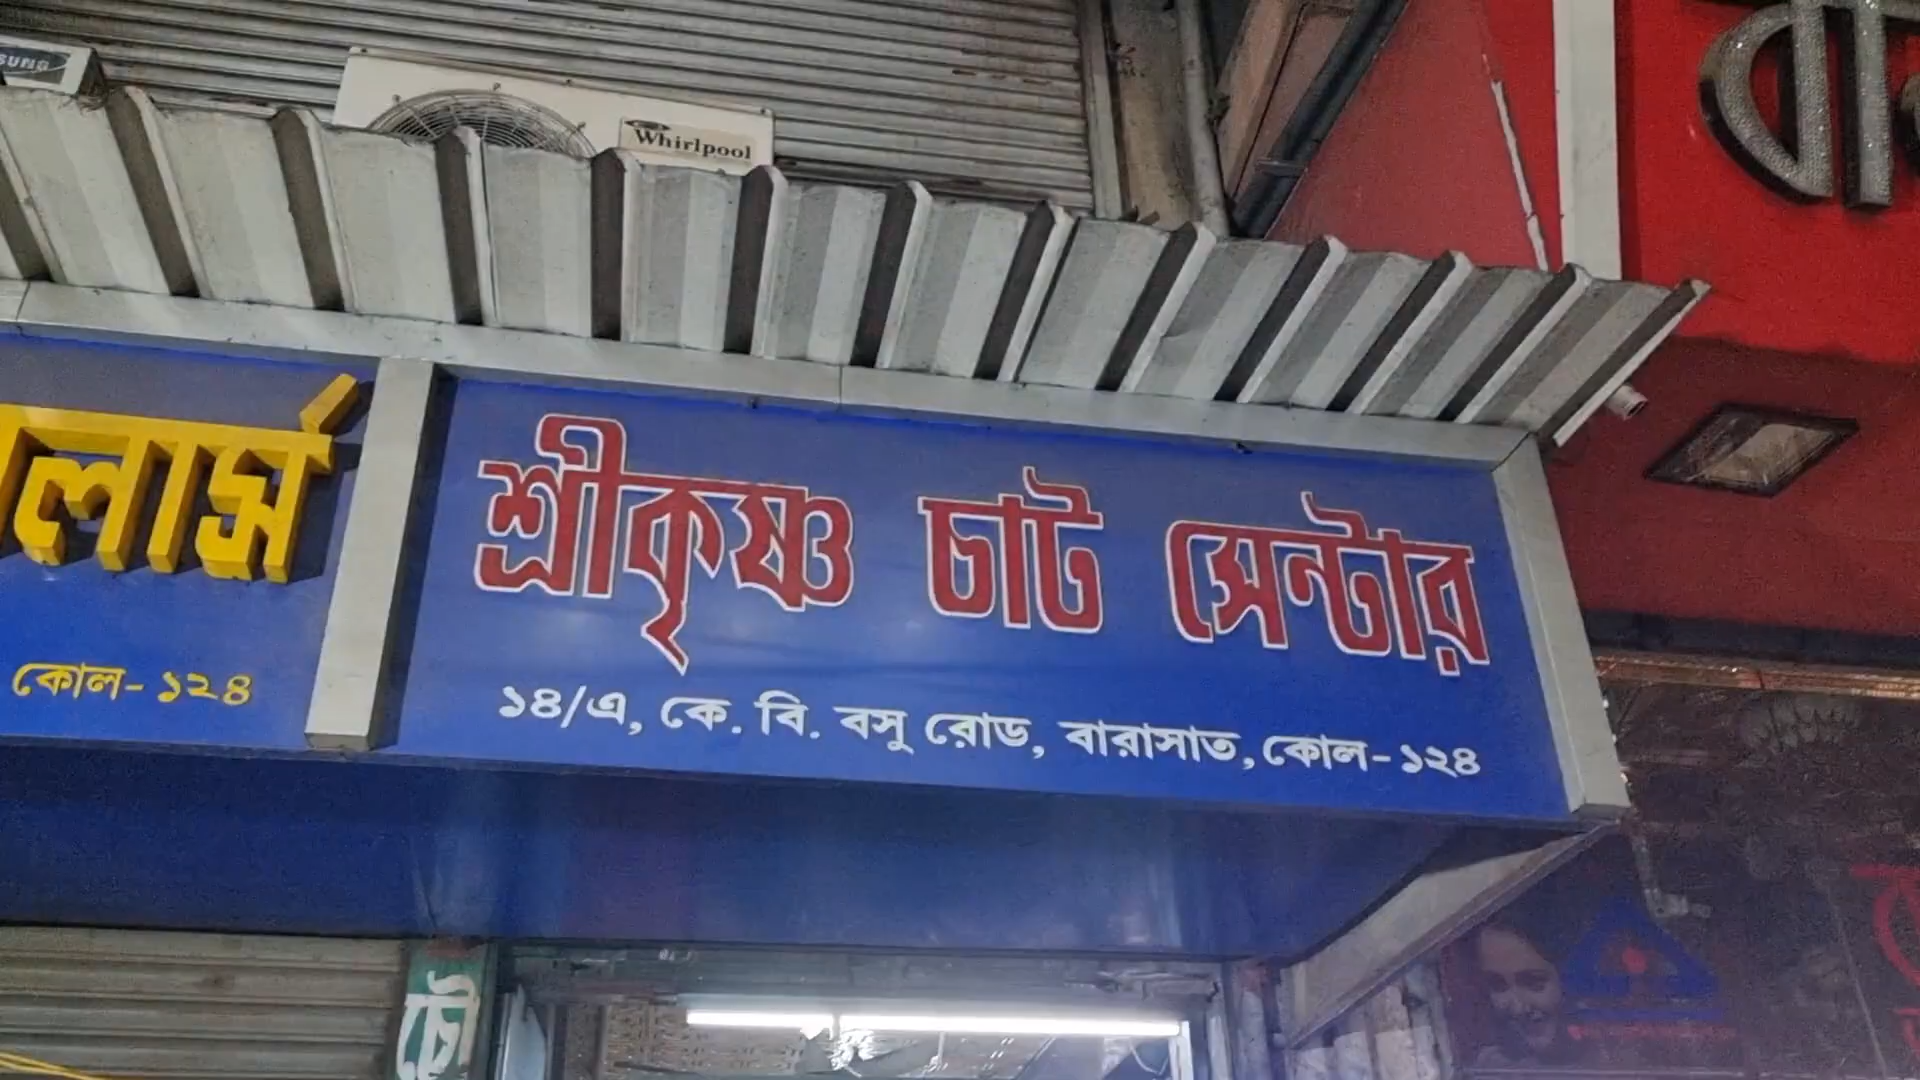 Whirlpool
শ্রীকৃষ্ণ চাট সেন্টার
১৪/এ, কে. বি. বসু রোড, বারাসাত, কোল-১২৪
কোল-১২৪
চৌ